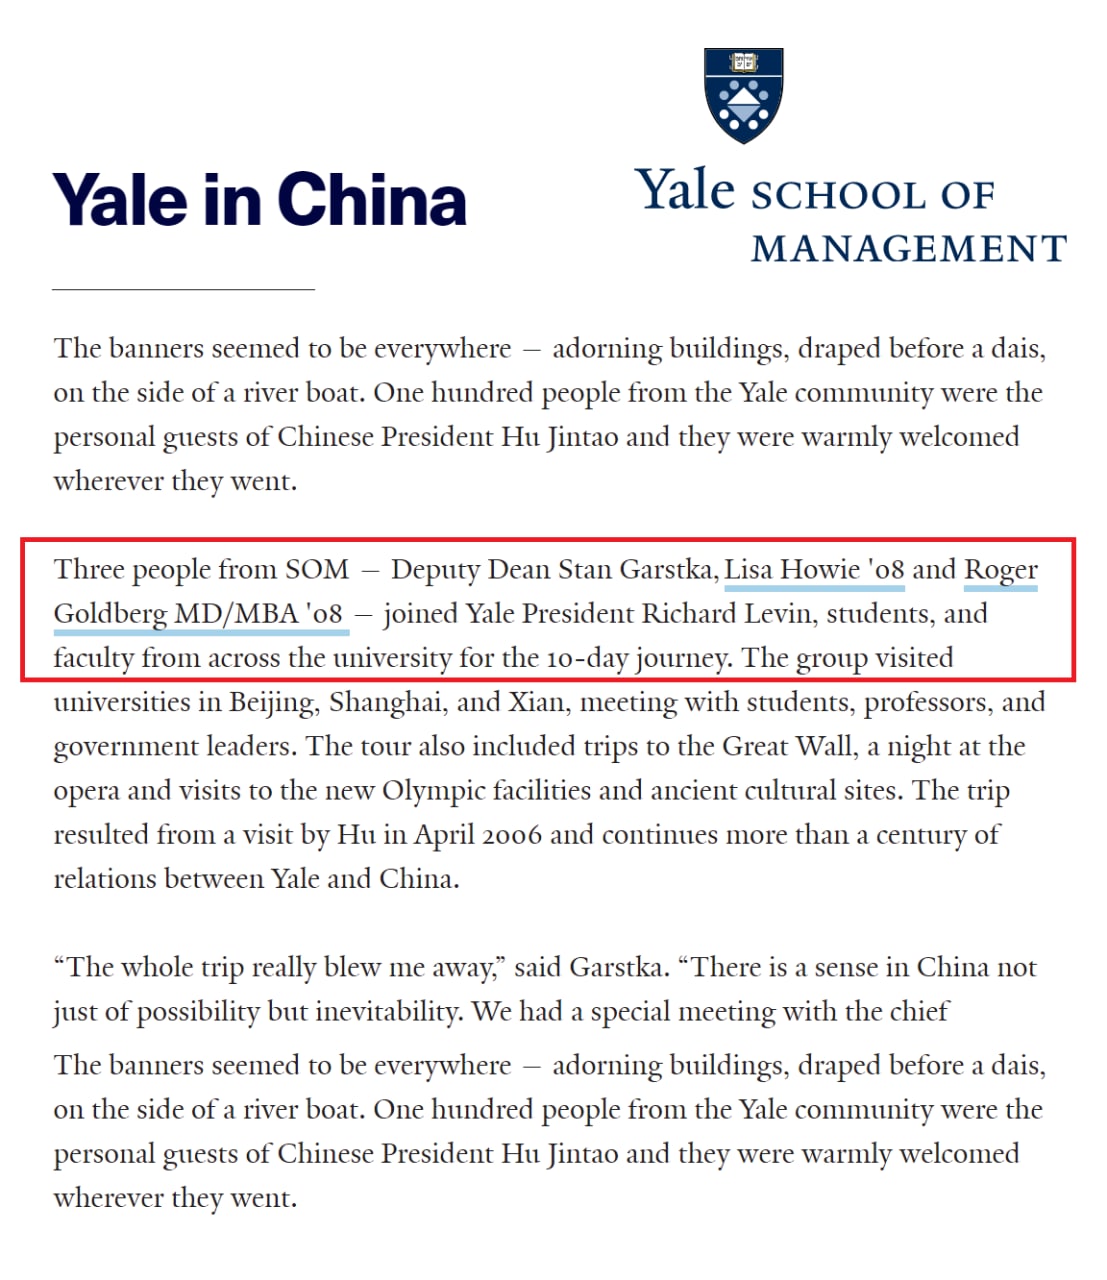 Yale in China
Yale SCHOOL OF
MANAGEMENT
The banners seemed to be everywhere — adorning buildings, draped before a dais,
on the side of a river boat. One hundred people from the Yale community were the
personal guests of Chinese President Hu Jintao and they were warmly welcomed
wherever they went.
Three people from SOM — Deputy Dean Stan Garstka, Lisa Howie '08 and Roger
Goldberg MD/MBA '08 — joined Yale President Richard Levin, students, and
faculty from across the university for the 10-day journey. The group visited
universities in Beijing, Shanghai, and Xian, meeting with students, professors, and
government leaders. The tour also included trips to the Great Wall, a night at the
opera and visits to the new Olympic facilities and ancient cultural sites. The trip
resulted from a visit by Hu in April 2006 and continues more than a century of
relations between Yale and China.
“The whole trip really blew me away,” said Garstka. “There is a sense in China not
just of possibility but inevitability. We had a special meeting with the chief
The banners seemed to be everywhere — adorning buildings, draped before a dais,
on the side of a river boat. One hundred people from the Yale community were the
personal guests of Chinese President Hu Jintao and they were warmly welcomed
wherever they went.